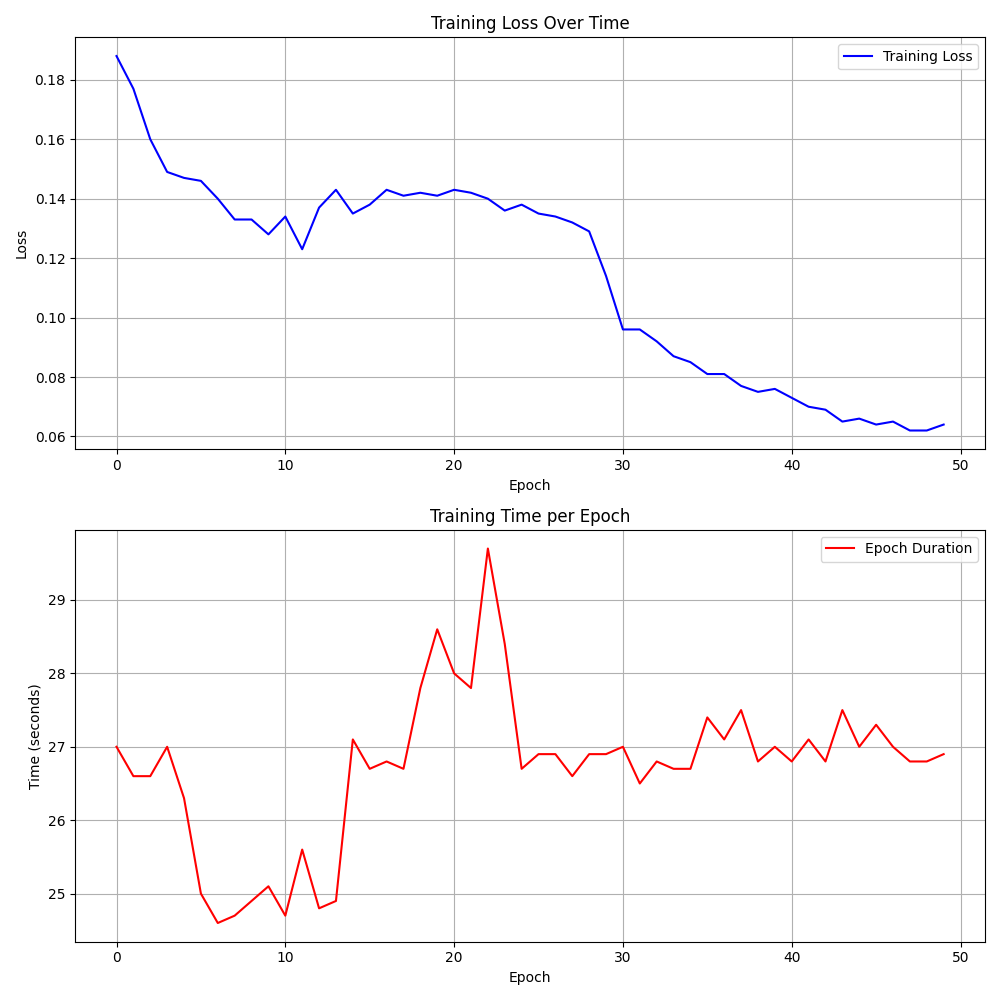 Training Loss Over Time
Training Loss
0.18
0.16
0.14
0.12
0.10
0.08
0.06
Loss
0 10 20 30 40 50
Epoch
Training Time per Epoch
Epoch Duration
29
28
27
26
25
Time (seconds)
0 10 20 30 40 50
Epoch